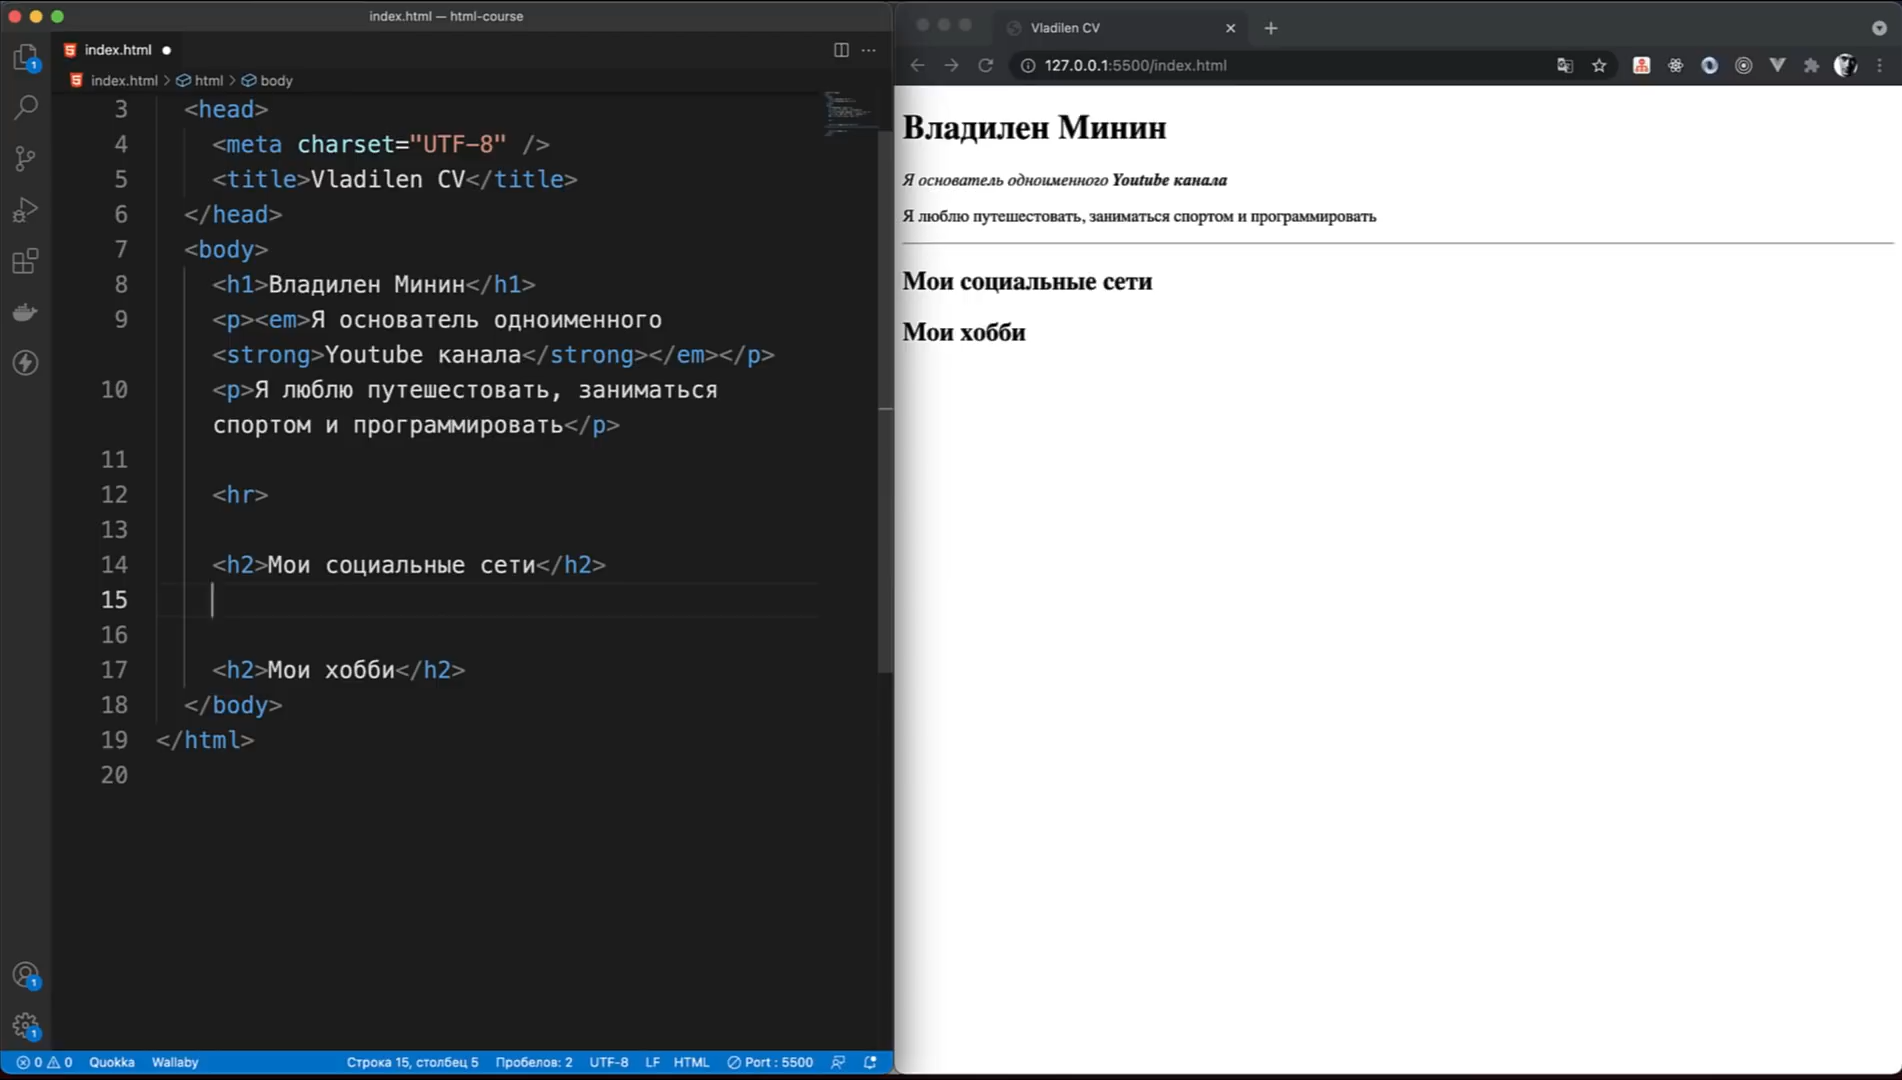 index.html — html-course
index.html
index.html > html > body
3 <head>
4 <meta charset="UTF-8" />
5 <title>Vladilen CV</title>
6 </head>
7 <body>
8 <h1>Владилен Минин</h1>
9 <p><em>Я основатель одноименного
<strong>Youtube канала</strong></em></p>
10 <p>Я люблю путешествовать, заниматься
спортом и программировать</p>
11
12 <hr>
13
14 <h2>Мои социальные сети</h2>
15
16
17 <h2>Мои хобби</h2>
18 </body>
19 </html>
20
1
1
1
0 0 Quokka Wallaby Строка 15, столбец 5 Пробелов: 2 UTF-8 LF HTML Port : 5500
Vladilen CV
127.0.0.1:5500/index.html
Владилен Минин
Я основатель одноименного Youtube канала
Я люблю путешествовать, заниматься спортом и программировать
Мои социальные сети
Мои хобби